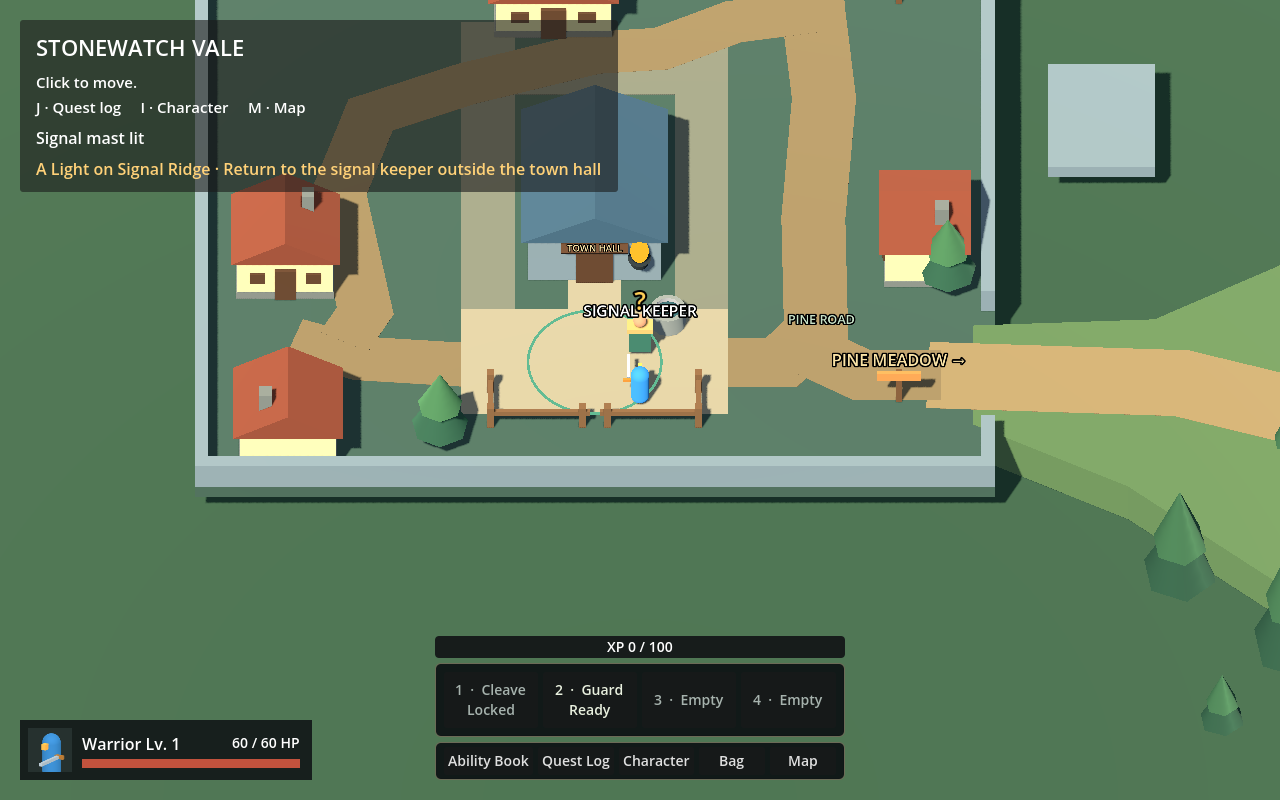 STONEWATCH VALE
Click to move.
J · Quest log I · Character M · Map
Signal mast lit
A Light on Signal Ridge · Return to the signal keeper outside the town hall
TOWN HALL
?
SIGNAL KEEPER
PINE ROAD
PINE MEADOW →
XP 0 / 100
1 · Cleave
Locked
2 · Guard
Ready
3 · Empty
4 · Empty
Warrior Lv. 1
60 / 60 HP
Ability Book
Quest Log
Character
Bag
Map